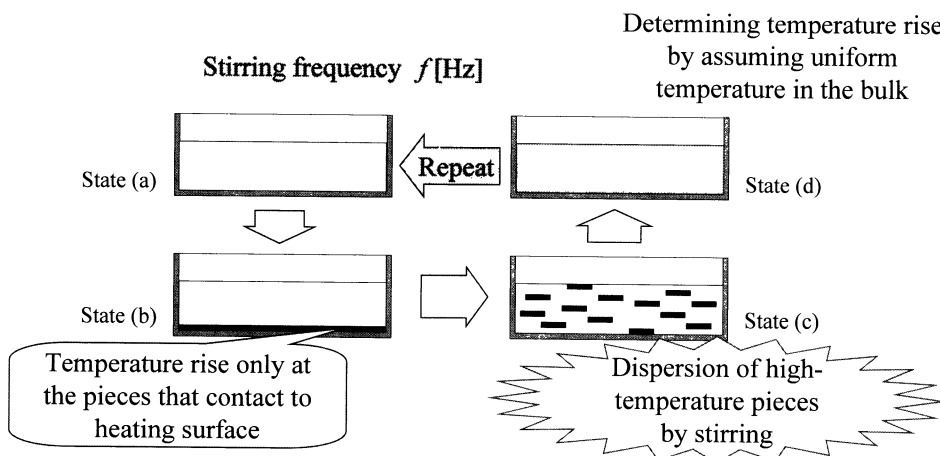 Determining temperature rise
by assuming uniform
temperature in the bulk
Stirring frequency f [Hz]
State (a)
Repeat
State (d)
State (b)
State (c)
Temperature rise only at
the pieces that contact to
heating surface
Dispersion of high-
temperature pieces
by stirring